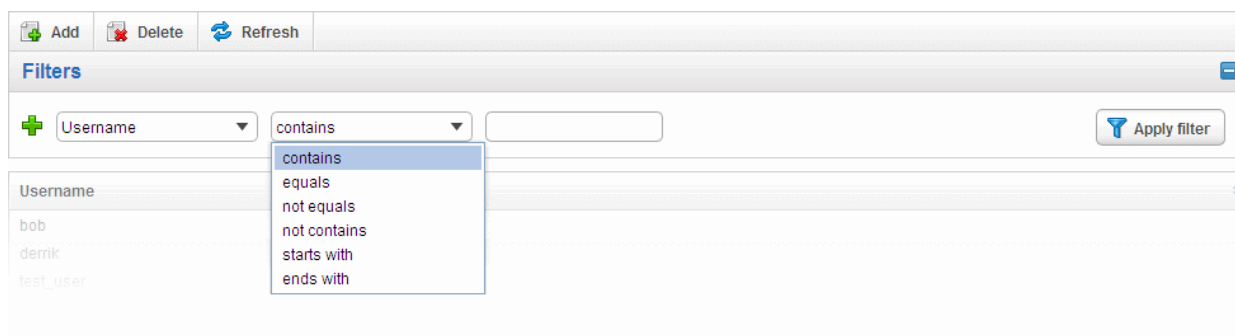 Add Delete Refresh
Filters
Username contains Apply filter
contains
equals
not equals
not contains
starts with
ends with
Username
bob
derrik
test_user